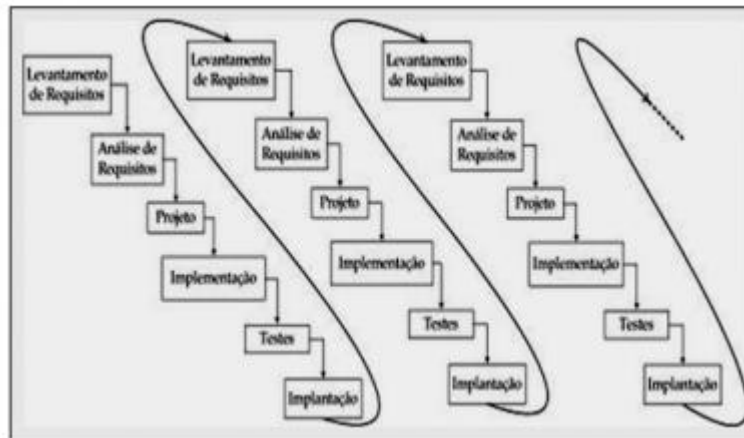 Levantamento
de Requisitos
Análise de
Requisitos
Projeto
Implementação
Testes
Implantação
Levantamento
de Requisitos
Análise de
Requisitos
Projeto
Implementação
Testes
Implantação
Levantamento
de Requisitos
Análise de
Requisitos
Projeto
Implementação
Testes
Implantação